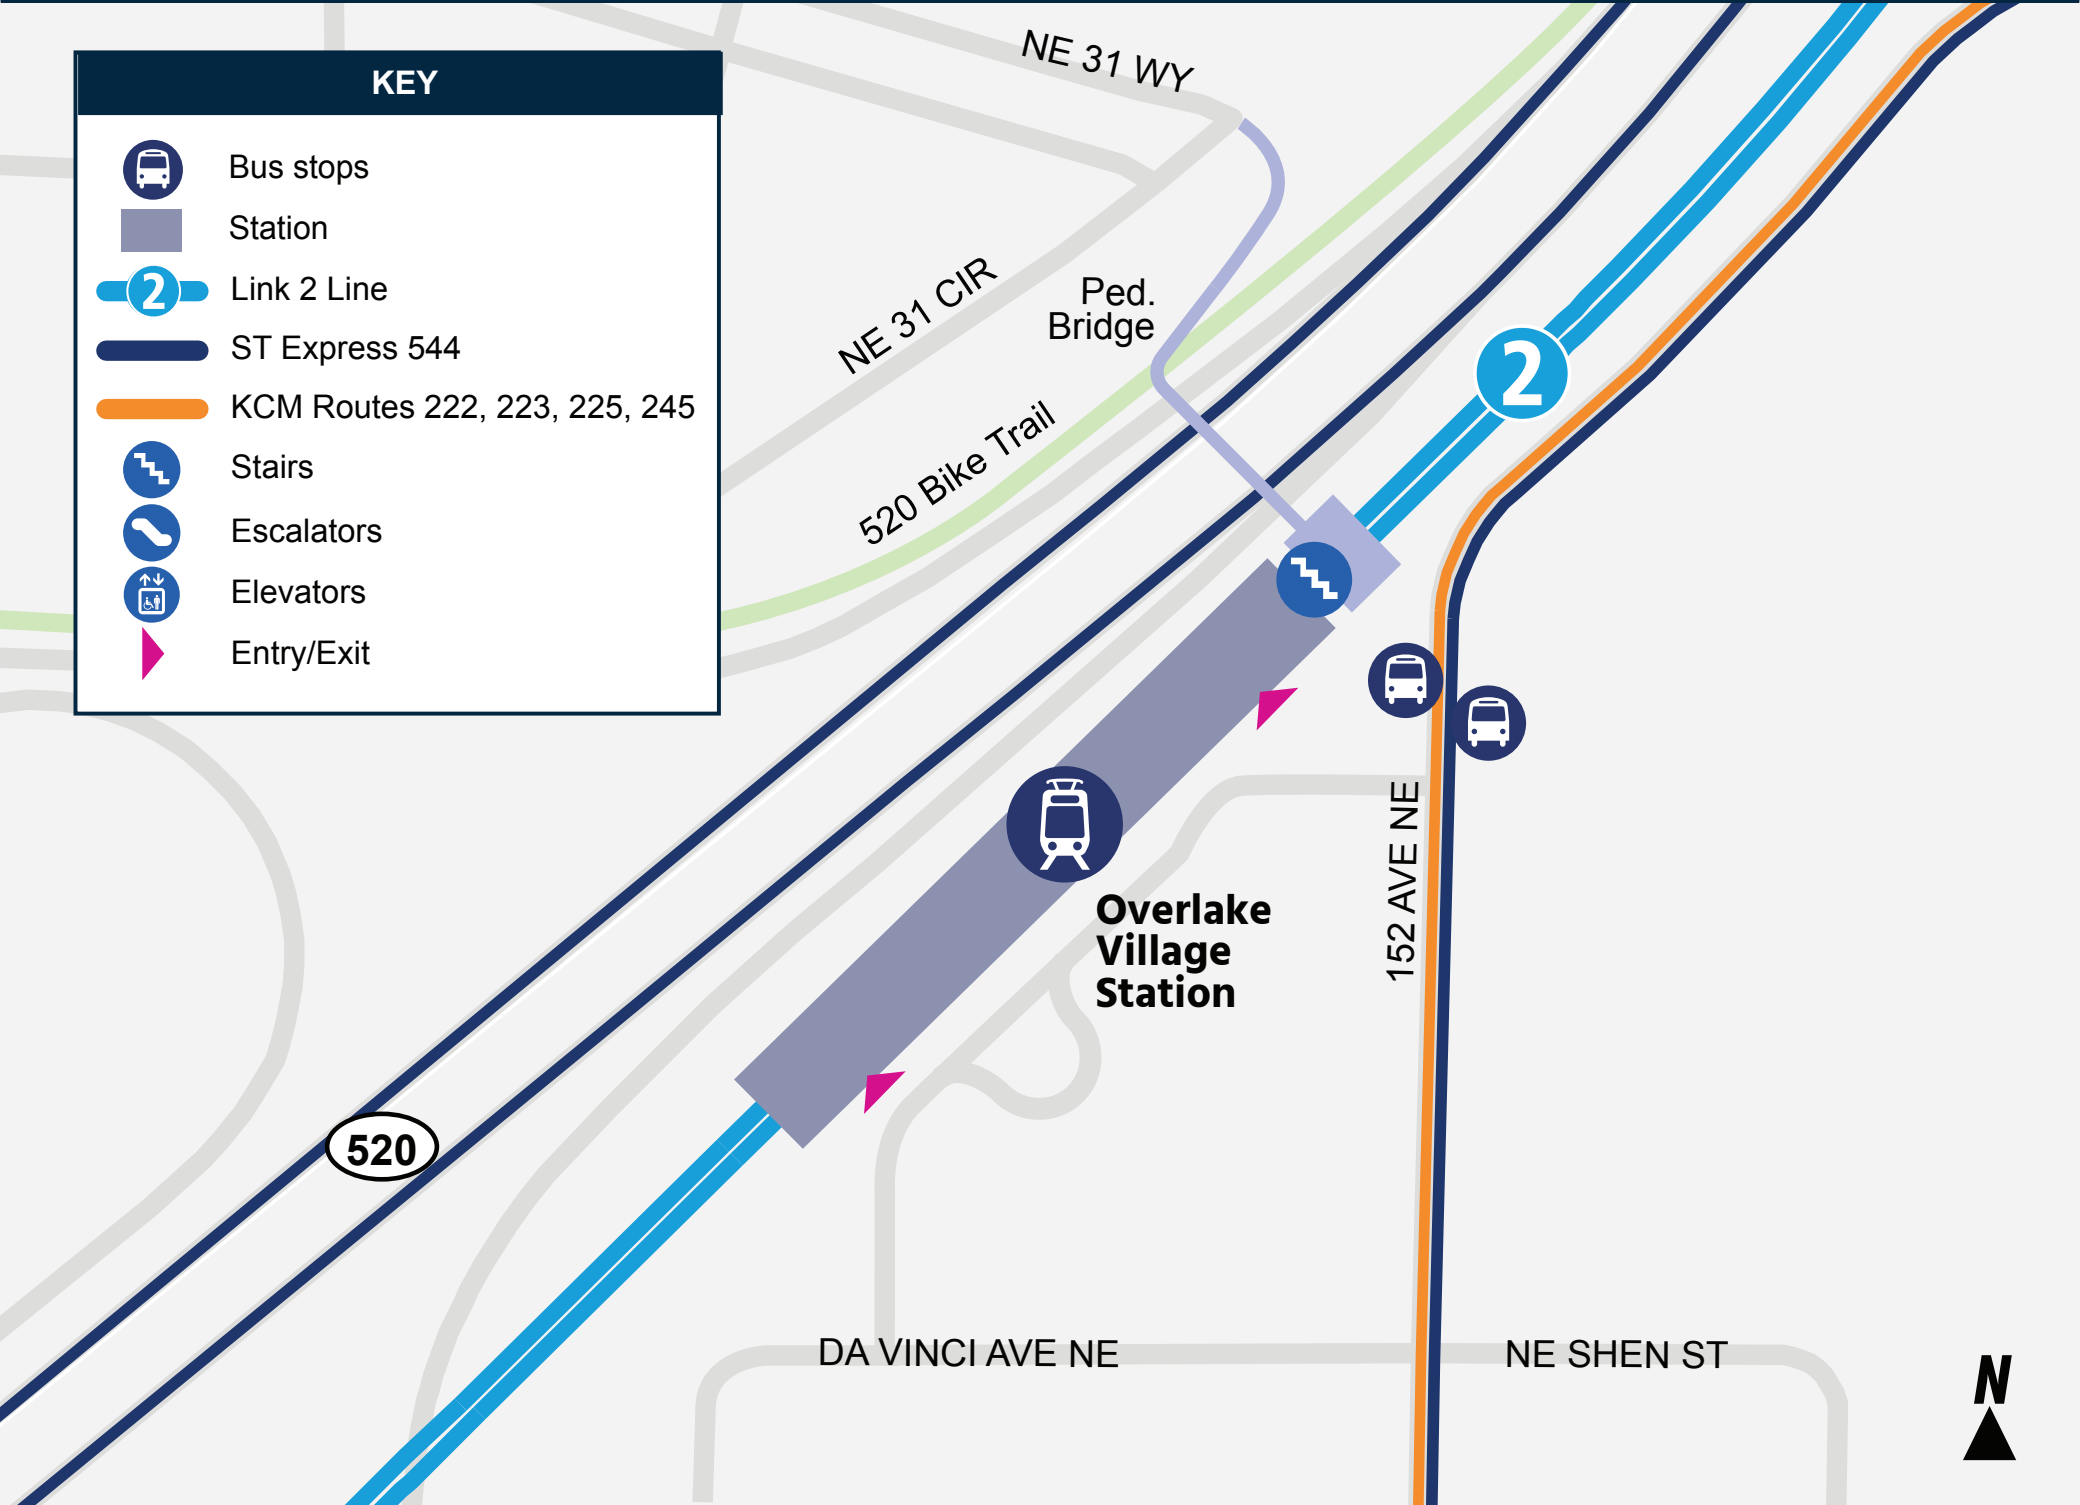 KEY
Bus stops
Station
2
Link 2 Line
ST Express 544
KCM Routes 222, 223, 225, 245
Stairs
Escalators
Elevators
Entry/Exit
NE 31 WY
NE 31 CIR
Ped.
Bridge
520 Bike Trail
2
Overlake
Village
Station
152 AVE NE
520
DA VINCI AVE NE
NE SHEN ST
N